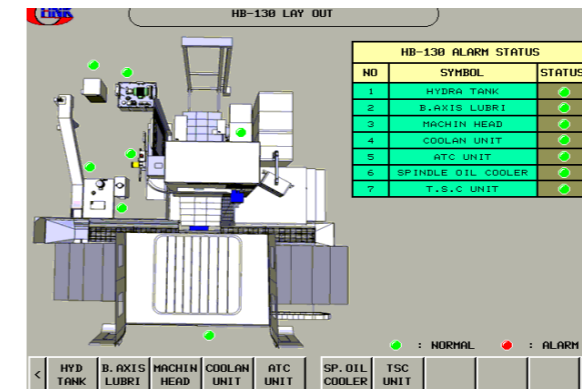 LINK
HB-130 LAY OUT
HB-130 ALARM STATUS
NO SYMBOL STATUS
1 HYDRA TANK
2 B.AXIS LUBRI
3 MACHIN HEAD
4 COOLAN UNIT
5 ATC UNIT
6 SPINDLE OIL COOLER
7 T.S.C UNIT
: NORMAL : ALARM
< HYD TANK B.AXIS LUBRI MACHIN HEAD COOLAN UNIT ATC UNIT SP.OIL COOLER TSC UNIT